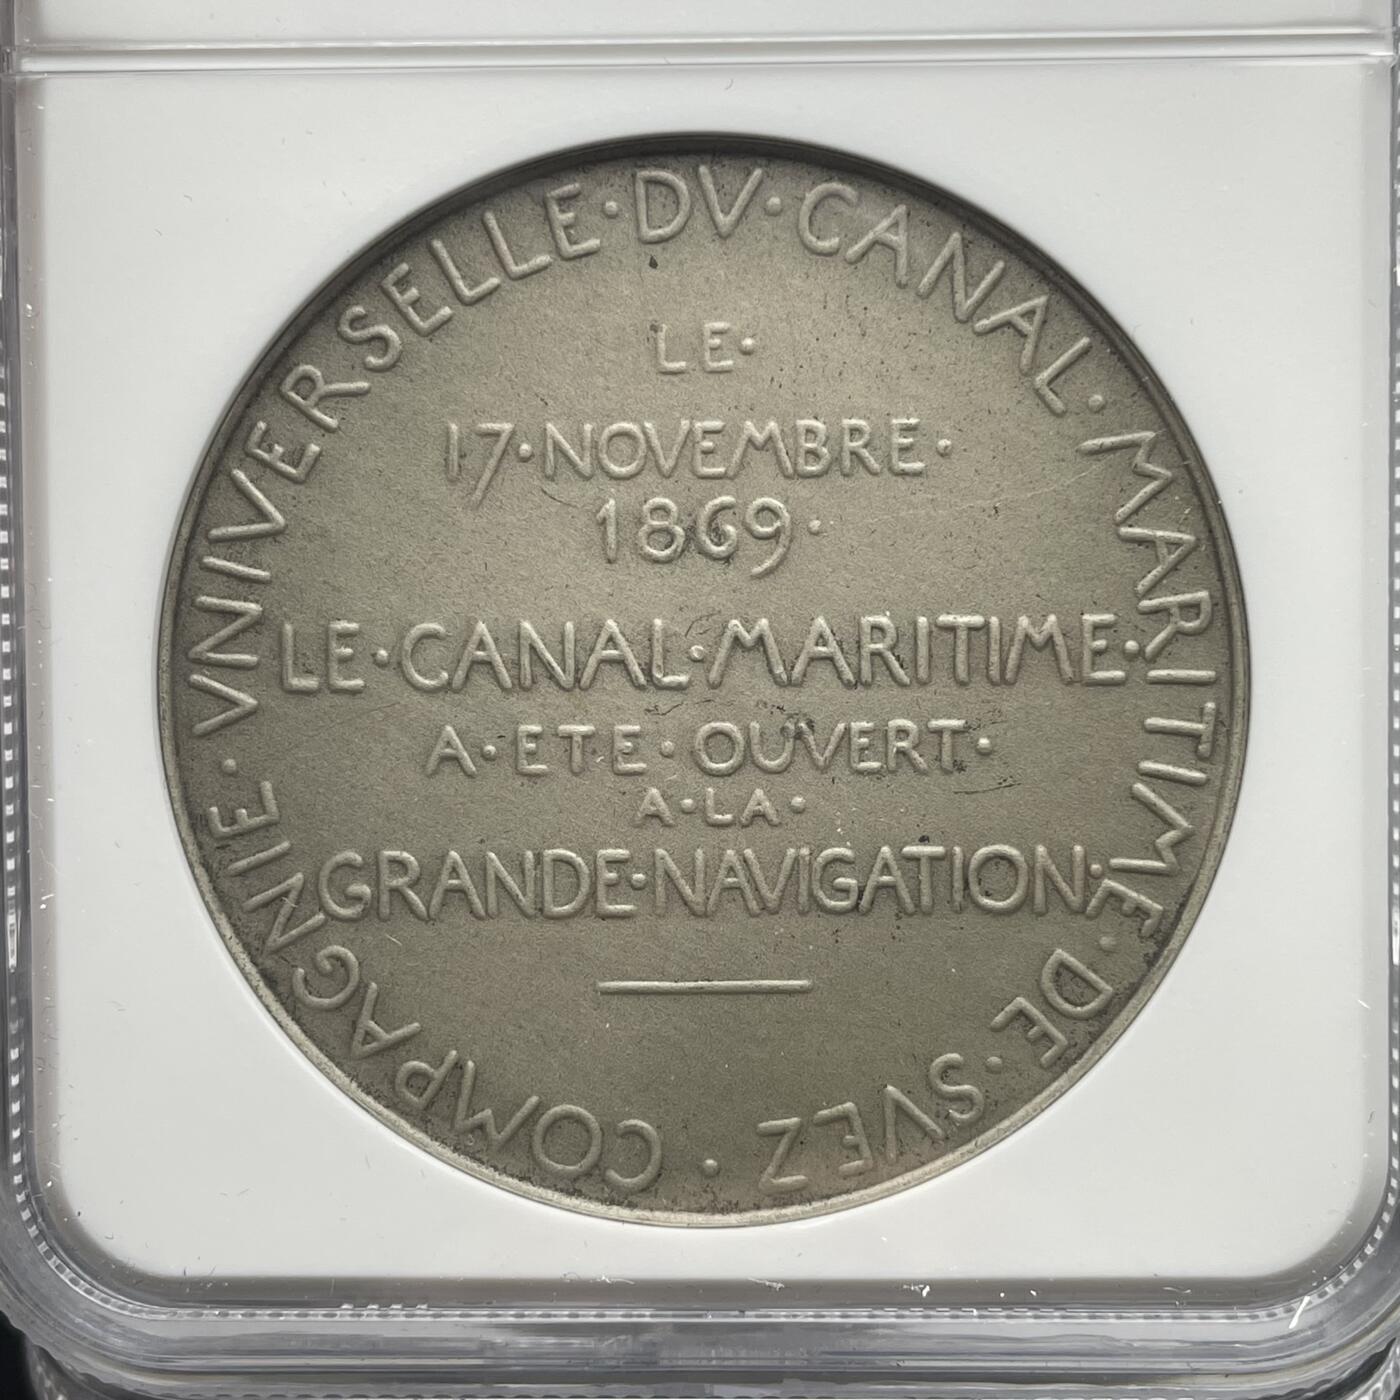 COMPAGNIE · VNIVERSELLE · DV · CANAL · MARITIME · DE · SVEZ ·
LE ·
17 · NOVEMBRE ·
1869 ·
LE · CANAL · MARITIME ·
A · ETE · OUVERT ·
A · LA ·
GRANDE · NAVIGATION ·